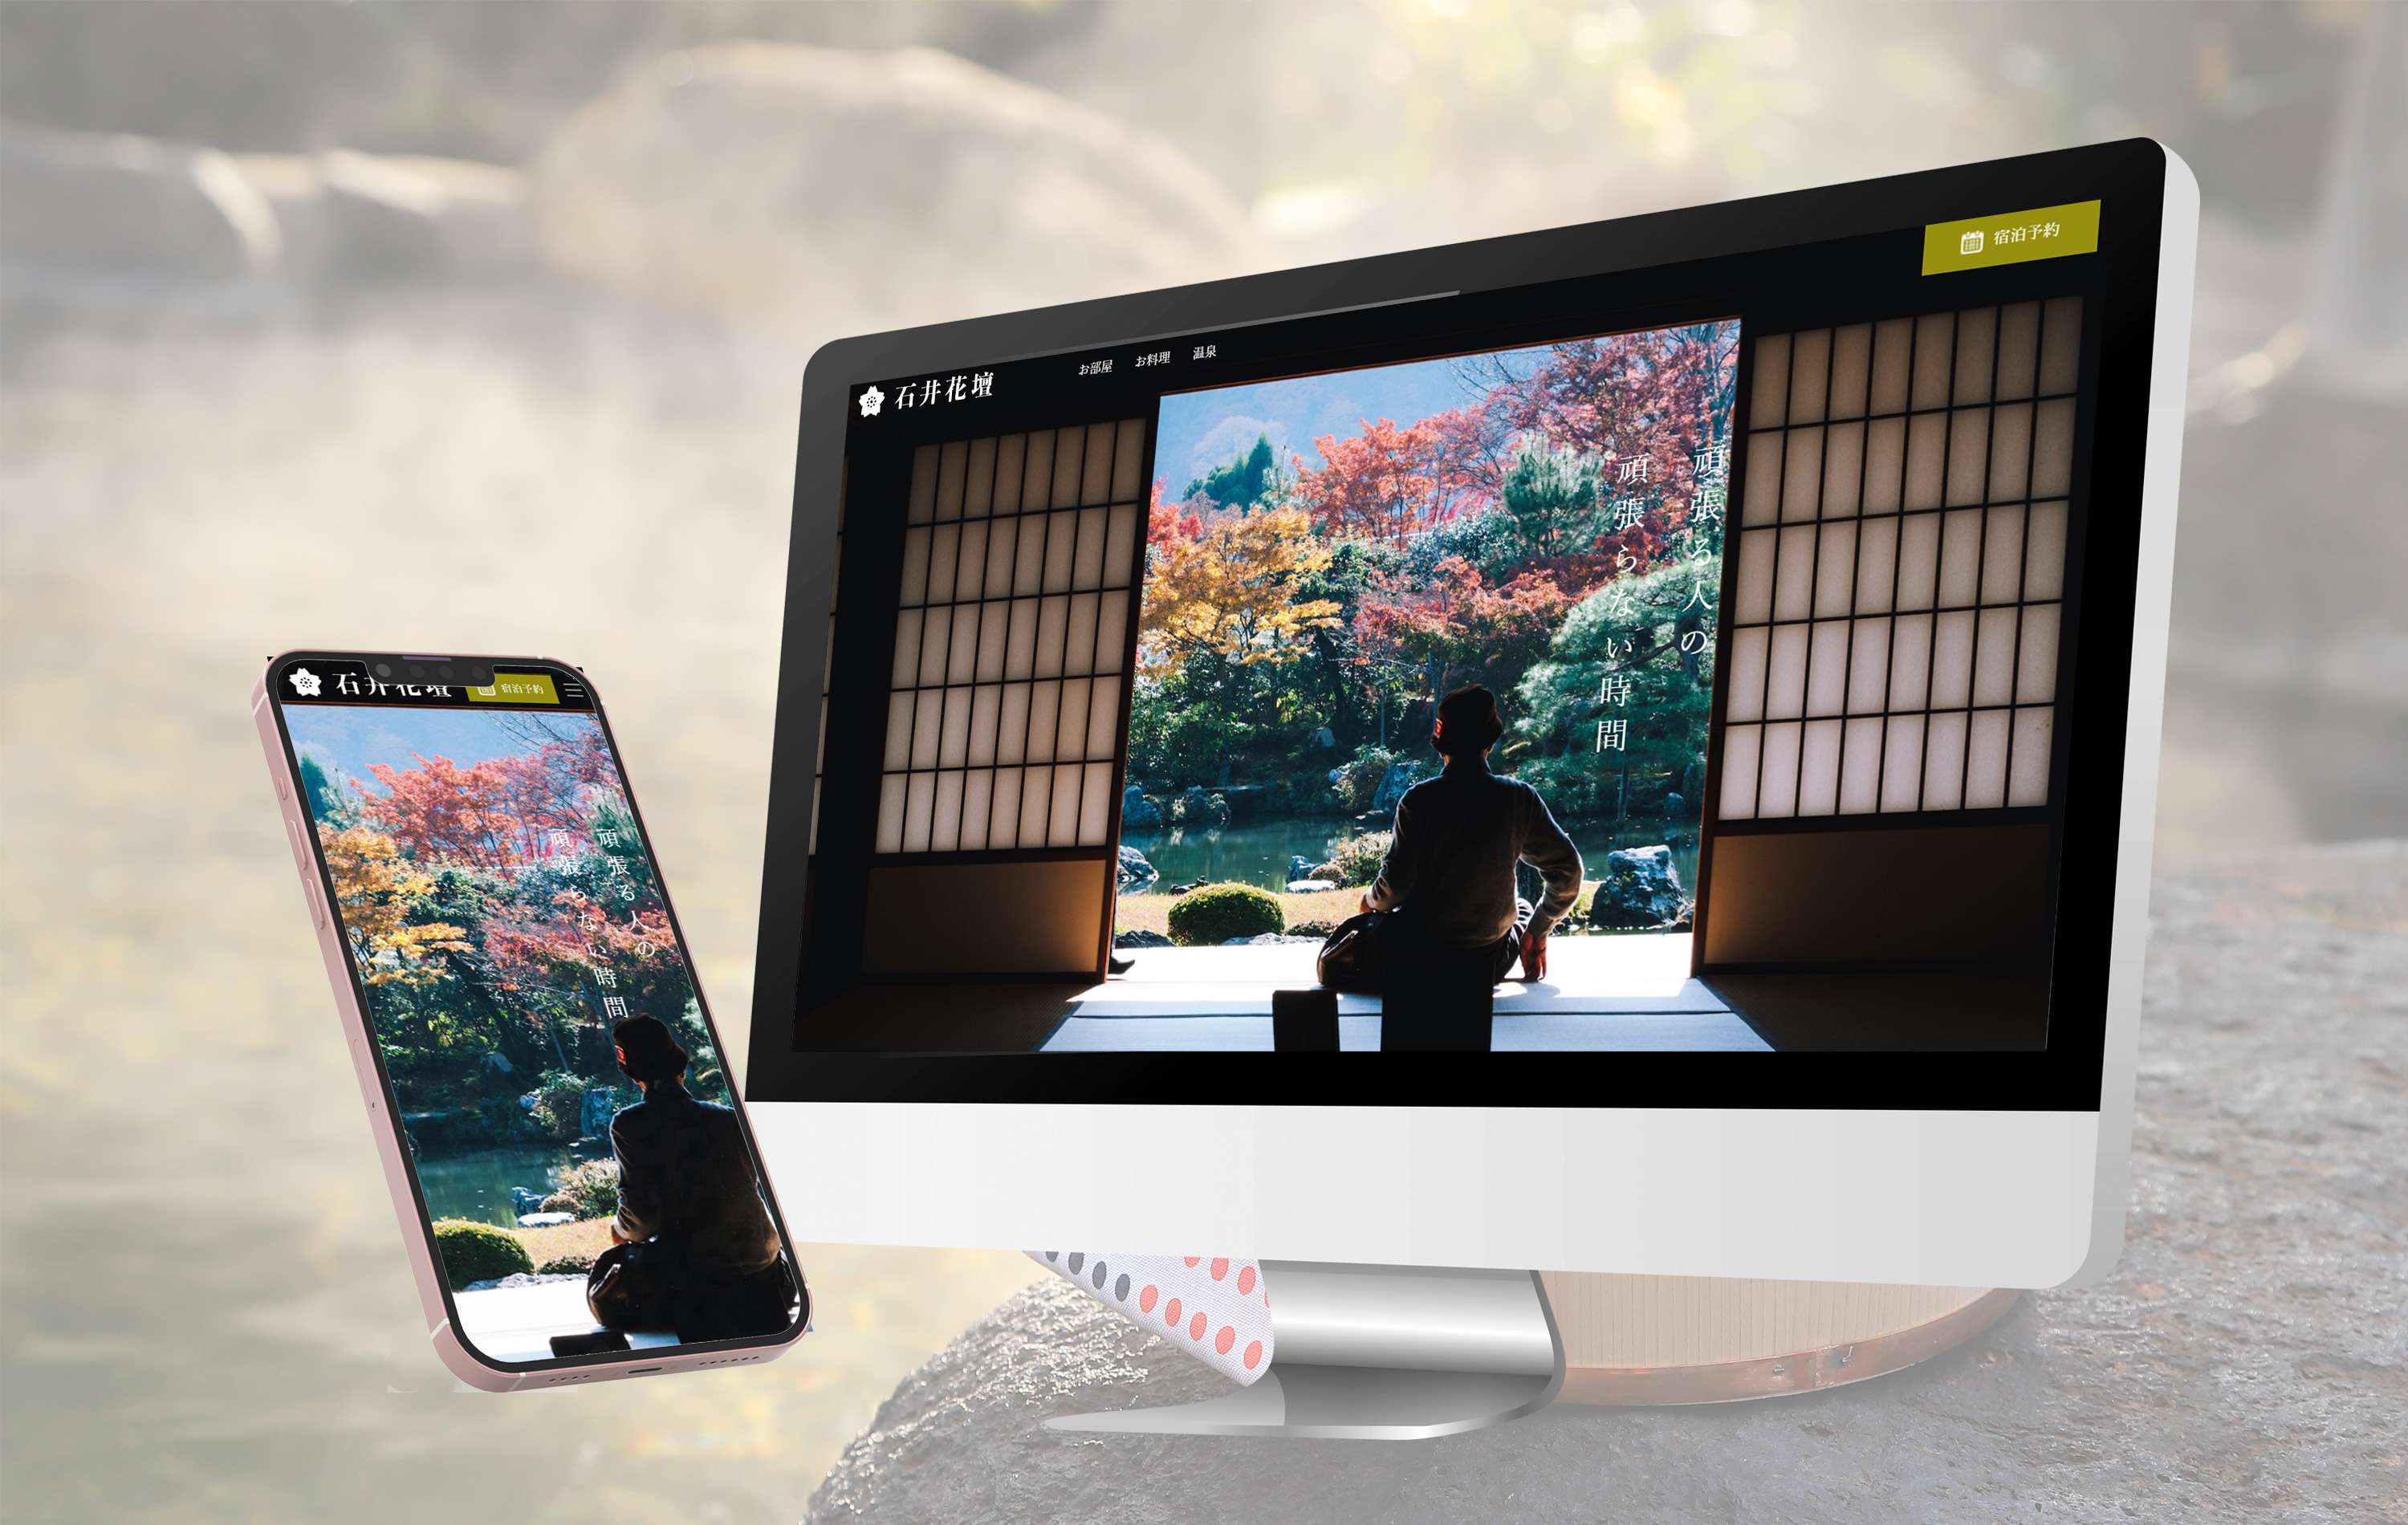 石井花壇
お部屋 お料理 温泉
宿泊予約
頑張る人の
頑張らない時間
石井花壇
宿泊予約
頑張る人の
頑張らない時間